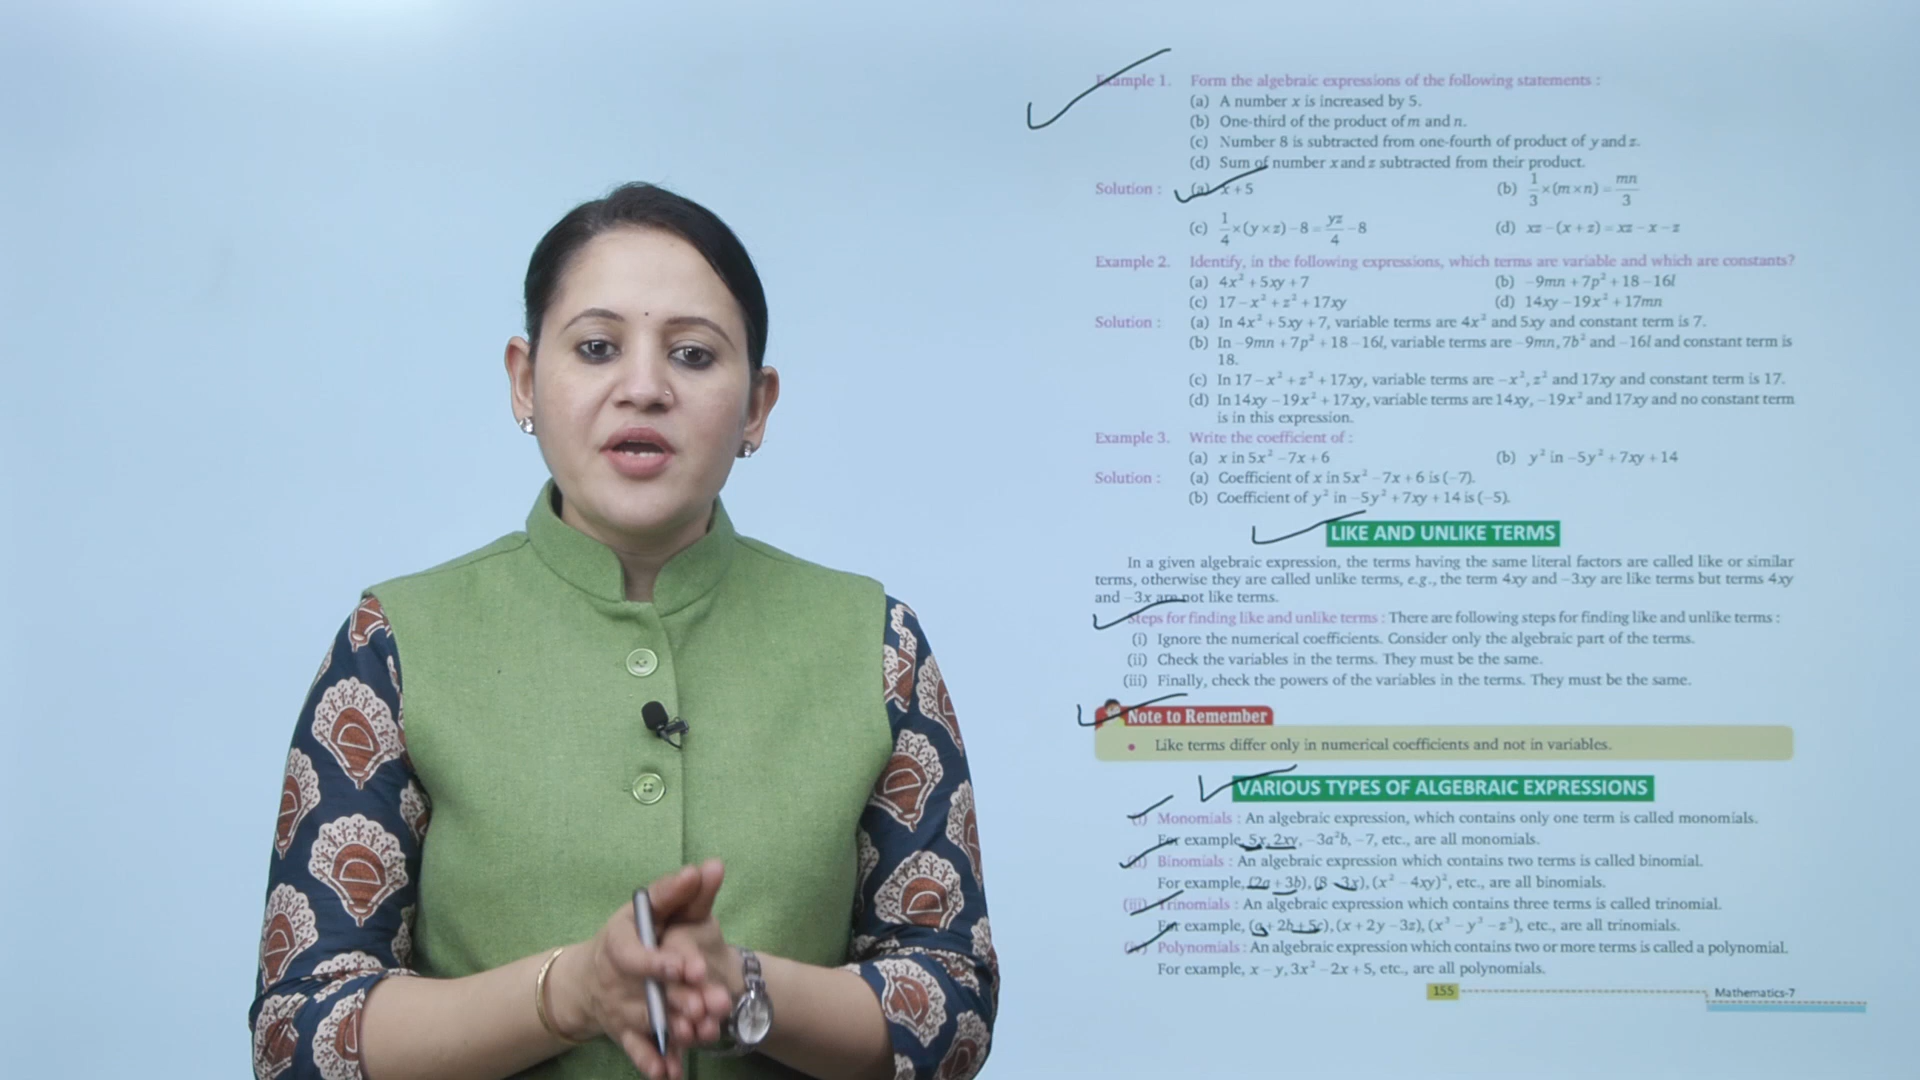 Example 1. Form the algebraic expressions of the following statements :
(a) A number x is increased by 5.
(b) One-third of the product of m and n.
(c) Number 8 is subtracted from one-fourth of product of y and z.
(d) Sum of number x and z subtracted from their product.
Solution : (a) x + 5 (b) 1/3 × (m × n) = mn/3
(c) 1/4 × (y × z) − 8 = yz/4 − 8 (d) xz − (x + z) = xz − x − z
Example 2. Identify, in the following expressions, which terms are variable and which are constants?
(a) 4x² + 5xy + 7 (b) −9mn + 7p² + 18 − 16l
(c) 17 − x² + z² + 17xy (d) 14xy − 19x² + 17mn
Solution : (a) In 4x² + 5xy + 7, variable terms are 4x² and 5xy and constant term is 7.
(b) In −9mn + 7p² + 18 − 16l, variable terms are −9mn, 7b² and −16l and constant term is
18.
(c) In 17 − x² + z² + 17xy, variable terms are −x², z² and 17xy and constant term is 17.
(d) In 14xy − 19x² + 17xy, variable terms are 14xy, −19x² and 17xy and no constant term
is in this expression.
Example 3. Write the coefficient of :
(a) x in 5x² − 7x + 6 (b) y² in −5y² + 7xy + 14
Solution : (a) Coefficient of x in 5x² − 7x + 6 is (−7).
(b) Coefficient of y² in −5y² + 7xy + 14 is (−5).
LIKE AND UNLIKE TERMS
In a given algebraic expression, the terms having the same literal factors are called like or similar
terms, otherwise they are called unlike terms, e.g., the term 4xy and −3xy are like terms but terms 4xy
and −3x are not like terms.
Steps for finding like and unlike terms : There are following steps for finding like and unlike terms :
(i) Ignore the numerical coefficients. Consider only the algebraic part of the terms.
(ii) Check the variables in the terms. They must be the same.
(iii) Finally, check the powers of the variables in the terms. They must be the same.
Note to Remember
• Like terms differ only in numerical coefficients and not in variables.
VARIOUS TYPES OF ALGEBRAIC EXPRESSIONS
(i) Monomials : An algebraic expression, which contains only one term is called monomials.
For example, 5x, 2xy, −3a²b, −7, etc., are all monomials.
(ii) Binomials : An algebraic expression which contains two terms is called binomial.
For example, (2a + 3b), (8 − 3x), (x² − 4xy)², etc., are all binomials.
(iii) Trinomials : An algebraic expression which contains three terms is called trinomial.
For example, (a + 2b + 5c), (x + 2y − 3z), (x³ − y³ − z³), etc., are all trinomials.
(iv) Polynomials : An algebraic expression which contains two or more terms is called a polynomial.
For example, x − y, 3x² − 2x + 5, etc., are all polynomials.
155 Mathematics-7